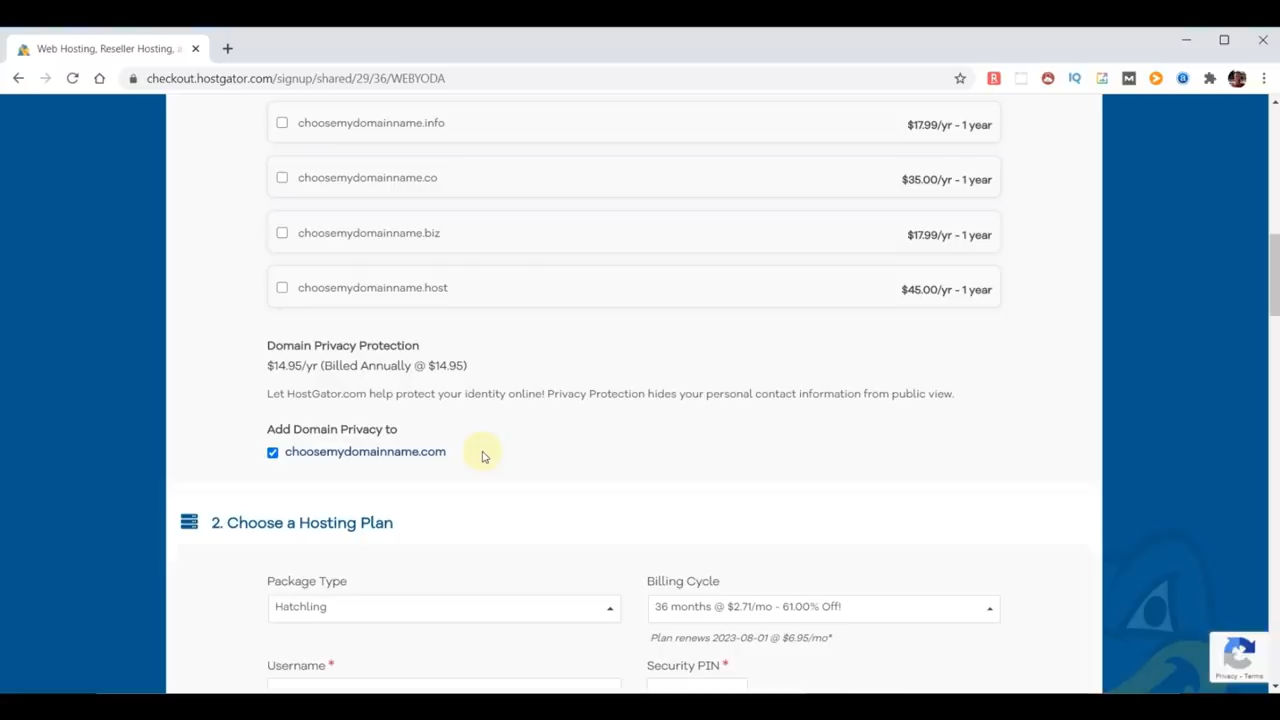 Web Hosting, Reseller Hosting, a
checkout.hostgator.com/signup/shared/29/36/WEBYODA
choosemydomainname.info
$17.99/yr - 1 year
choosemydomainname.co
$35.00/yr - 1 year
choosemydomainname.biz
$17.99/yr - 1 year
choosemydomainname.host
$45.00/yr - 1 year
Domain Privacy Protection
$14.95/yr (Billed Annually @ $14.95)
Let HostGator.com help protect your identity online! Privacy Protection hides your personal contact information from public view.
Add Domain Privacy to
choosemydomainname.com
2. Choose a Hosting Plan
Package Type
Billing Cycle
Hatchling
36 months @ $2.71/mo - 61.00% Off!
Plan renews 2023-08-01 @ $6.95/mo*
Username *
Security PIN *
Privacy - Terms